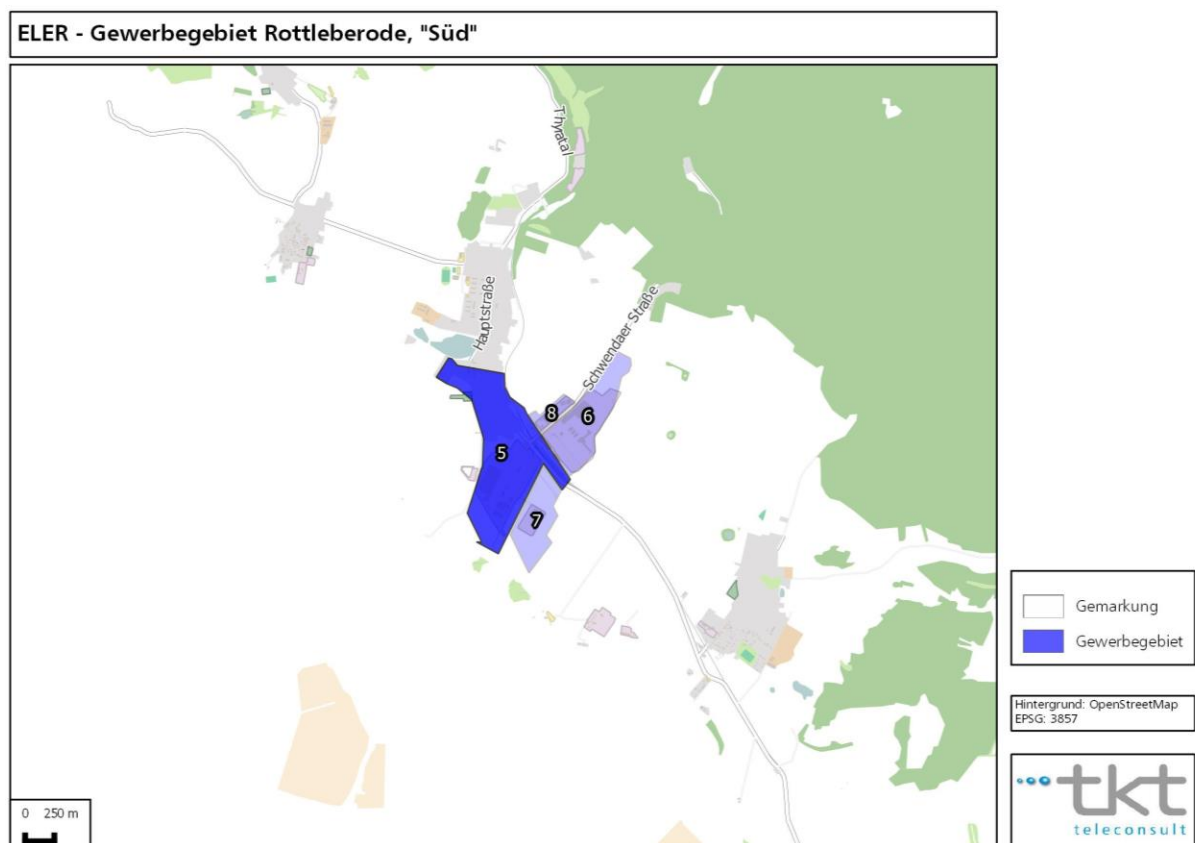 ELER - Gewerbegebiet Rottleberode, "Süd"
Thyratal
Hauptstraße
Schwendaer Straße
8
6
5
7
Gemarkung
Gewerbegebiet
Hintergrund: OpenStreetMap
EPSG: 3857
0 250 m
tkt
teleconsult